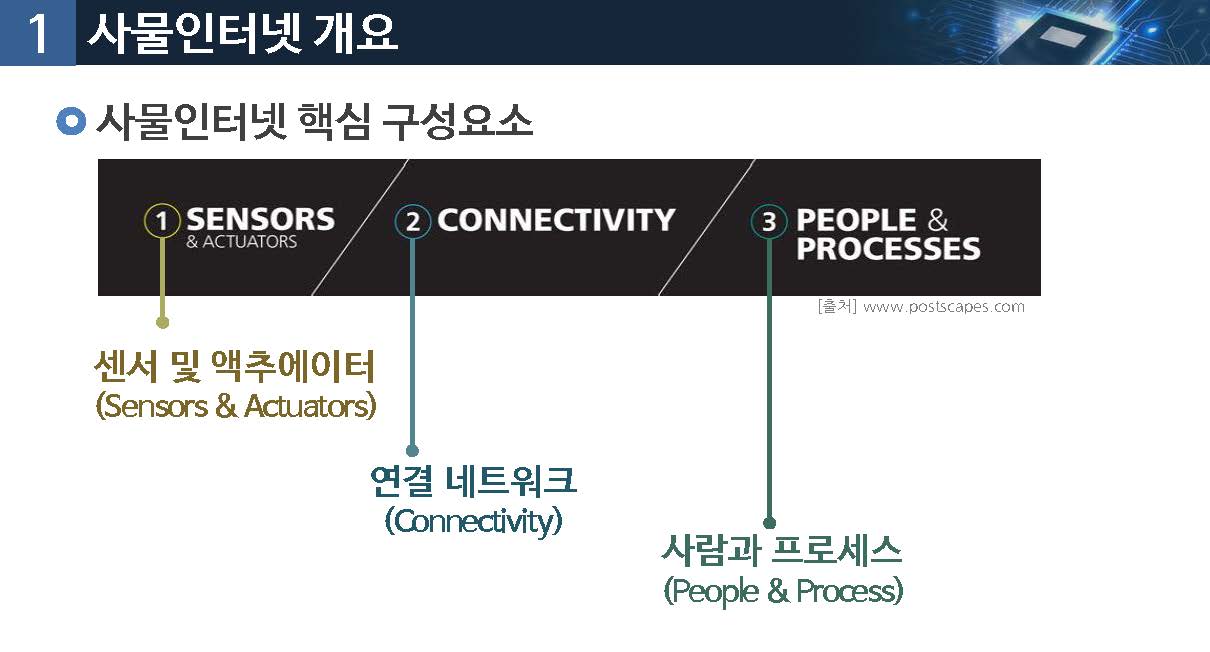 1 사물인터넷 개요
사물인터넷 핵심 구성요소
1 SENSORS
& ACTUATORS
2 CONNECTIVITY
3 PEOPLE &
PROCESSES
[출처] www.postscapes.com
센서 및 액추에이터
(Sensors & Actuators)
연결 네트워크
(Connectivity)
사람과 프로세스
(People & Process)